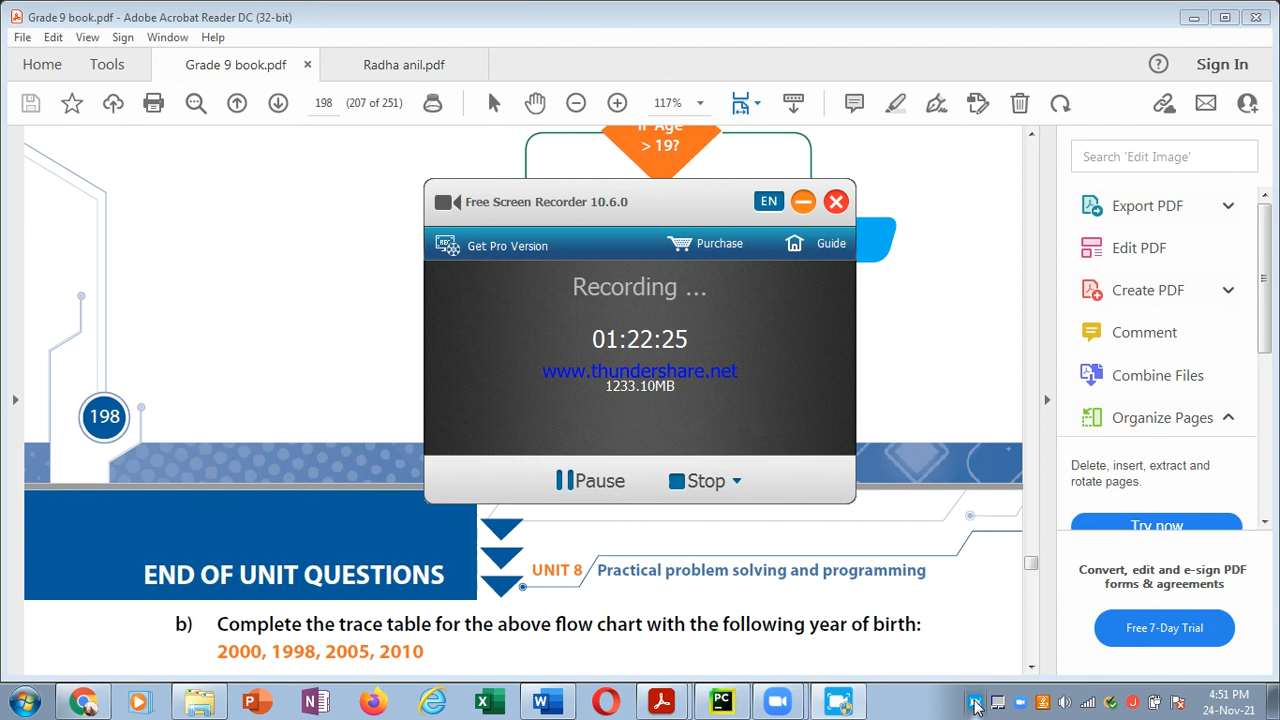 Grade 9 book.pdf - Adobe Acrobat Reader DC (32-bit)
File Edit View Sign Window Help
Home Tools Grade 9 book.pdf × Radha anil.pdf Sign In
198 (207 of 251) 117%
If Age
> 19?
Search 'Edit Image'
Export PDF
Edit PDF
Create PDF
Comment
Combine Files
Organize Pages
Delete, insert, extract and
rotate pages.
Try now
Convert, edit and e-sign PDF
forms & agreements
Free 7-Day Trial
Free Screen Recorder 10.6.0 EN
Get Pro Version Purchase Guide
Recording ...
01:22:25
www.thundershare.net
1233.10MB
Pause Stop
198
END OF UNIT QUESTIONS
UNIT 8 Practical problem solving and programming
b) Complete the trace table for the above flow chart with the following year of birth:
2000, 1998, 2005, 2010
4:51 PM
24-Nov-21